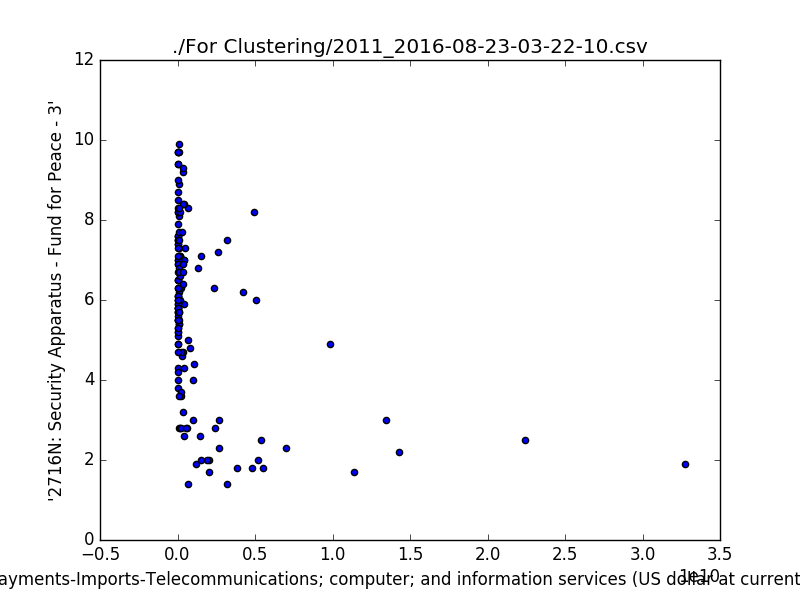 ./For Clustering/2011_2016-08-23-03-22-10.csv
'2716N: Security Apparatus - Fund for Peace - 3'
12
10
8
6
4
2
0
−0.5 0.0 0.5 1.0 1.5 2.0 2.5 3.0 3.5
1e10
ayments-Imports-Telecommunications; computer; and information services (US dollar at current